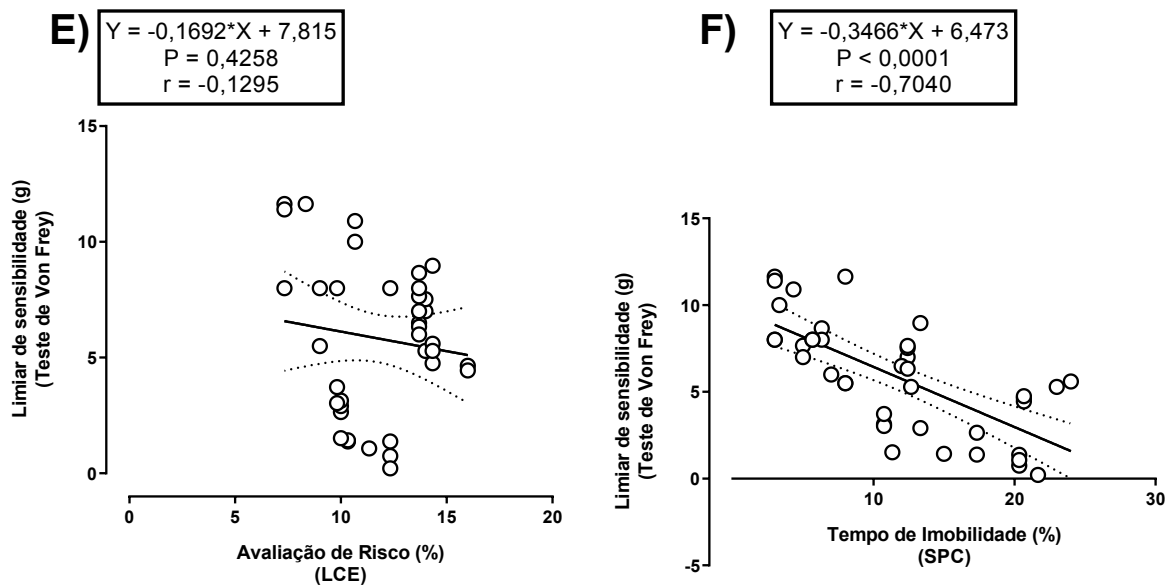 E)
Y = -0,1692*X + 7,815
P = 0,4258
r = -0,1295
15
10
5
0
0
5
10
15
20
Limiar de sensibilidade (g)
(Teste de Von Frey)
Avaliação de Risco (%)
(LCE)
F)
Y = -0,3466*X + 6,473
P < 0,0001
r = -0,7040
15
10
5
0
-5
10
20
30
Limiar de sensibilidade (g)
(Teste de Von Frey)
Tempo de Imobilidade (%)
(SPC)